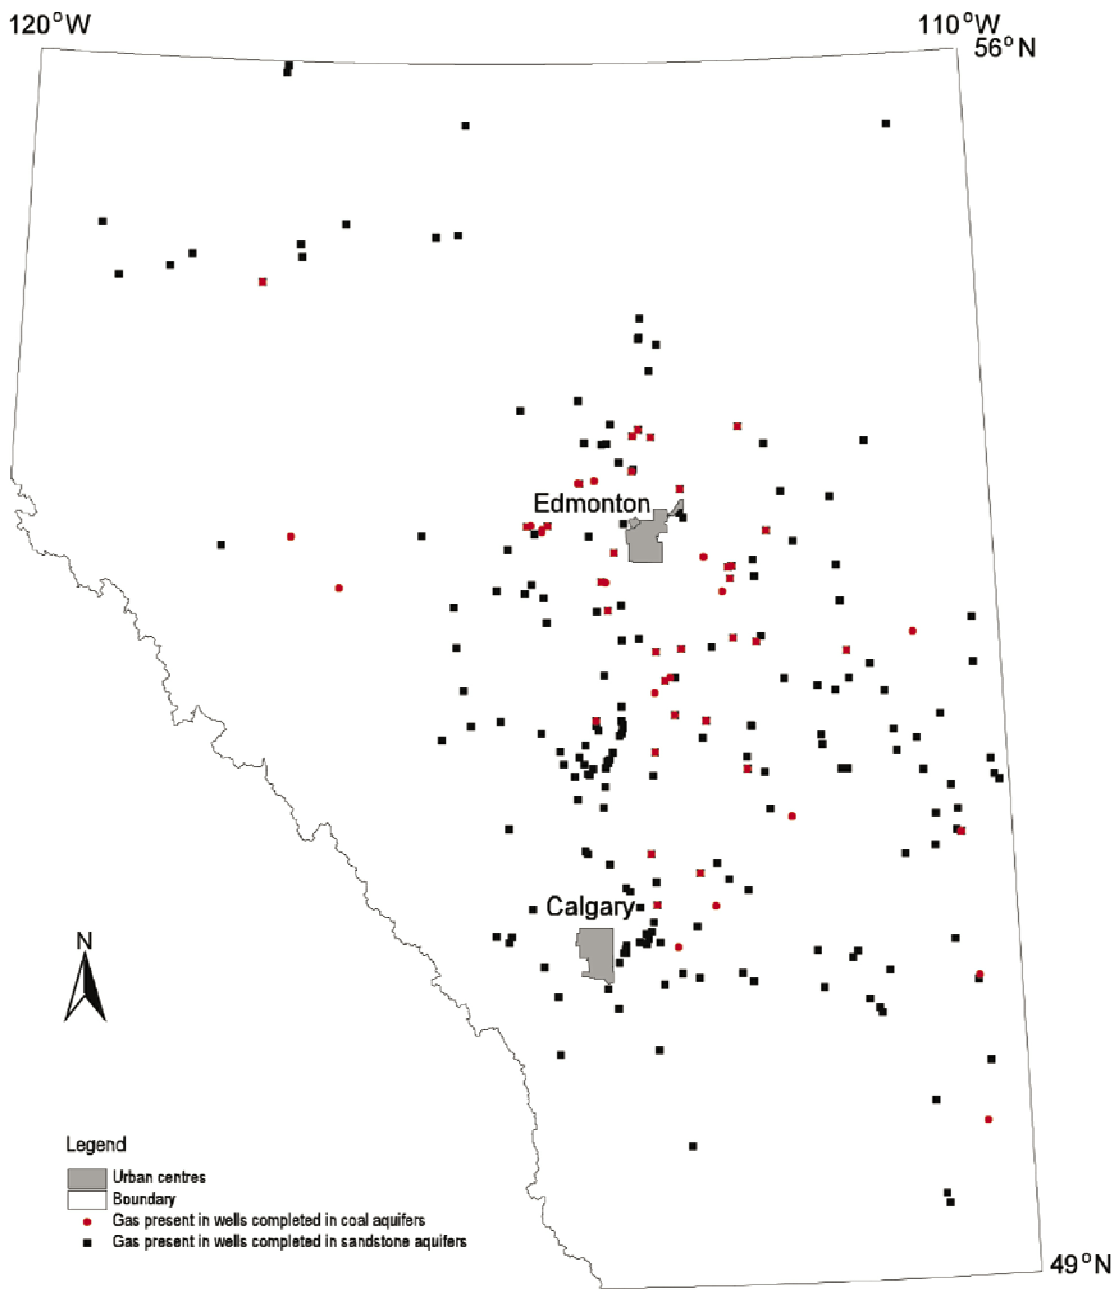 120°W
110°W
56°N
Edmonton
Calgary
N
Legend
Urban centres
Boundary
Gas present in wells completed in coal aquifers
Gas present in wells completed in sandstone aquifers
49°N